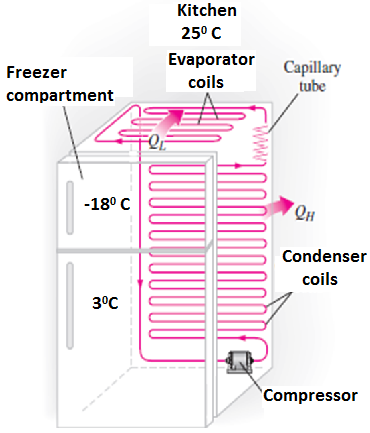 Kitchen
25⁰ C
Evaporator
coils
Capillary
tube
Freezer
compartment
Q_L
-18⁰ C
Q_H
3⁰C
Condenser
coils
Compressor